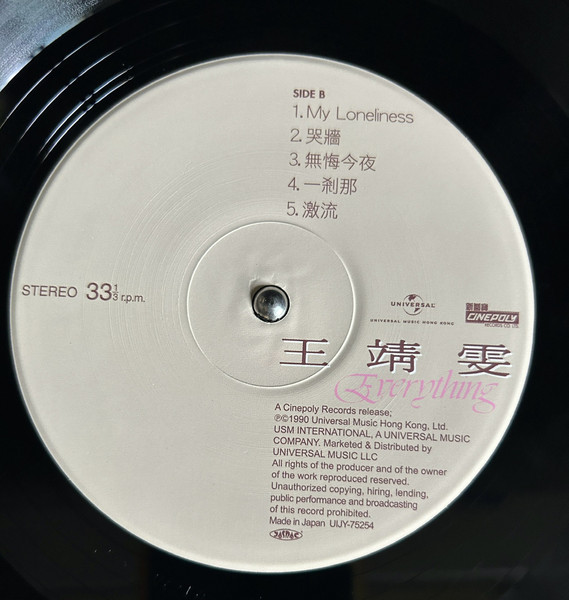 SIDE B
1. My Loneliness
2. 哭牆
3. 無悔今夜
4. 一剎那
5. 激流
STEREO 33 1/3 r.p.m.
UNIVERSAL
UNIVERSAL MUSIC HONG KONG
新藝寶
CINEPOLY
RECORDS CO. LTD.
王靖雯
Everything
A Cinepoly Records release;
℗©1990 Universal Music Hong Kong, Ltd.
USM INTERNATIONAL, A UNIVERSAL MUSIC
COMPANY. Marketed & Distributed by
UNIVERSAL MUSIC LLC
All rights of the producer and of the owner
of the work reproduced reserved.
Unauthorized copying, hiring, lending,
public performance and broadcasting
of this record prohibited.
Made in Japan UIJY-75254